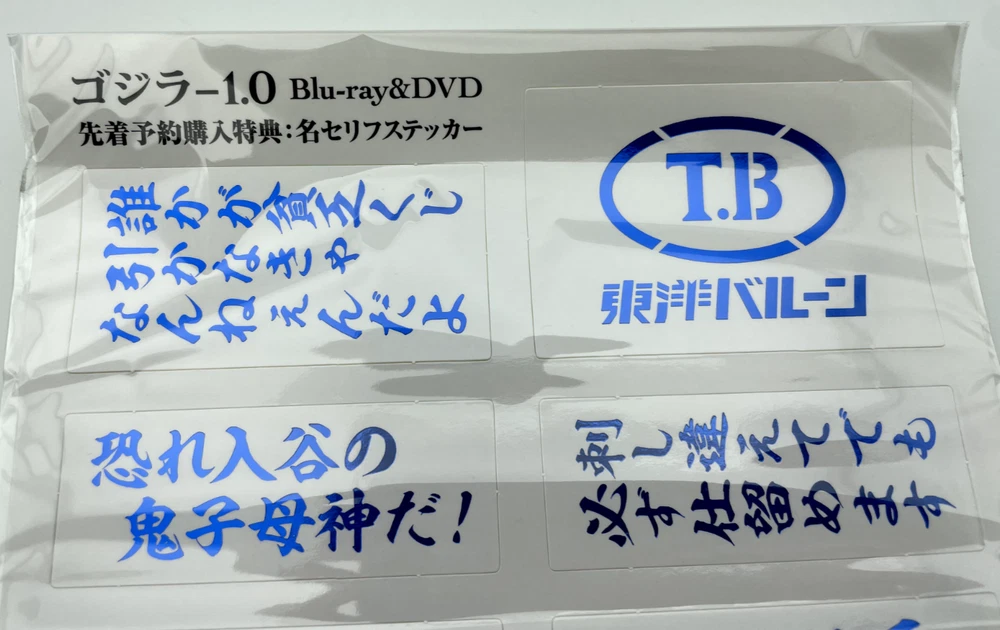 ゴジラ-1.0 Blu-ray&DVD
先着予約購入特典:名セリフステッカー
誰かが貧乏くじ
引かなきゃ
なんねぇんだよ
T.B
東洋バルーン
恐れ入谷の
鬼子母神だ!
刺し違えてでも
必ず仕留めます